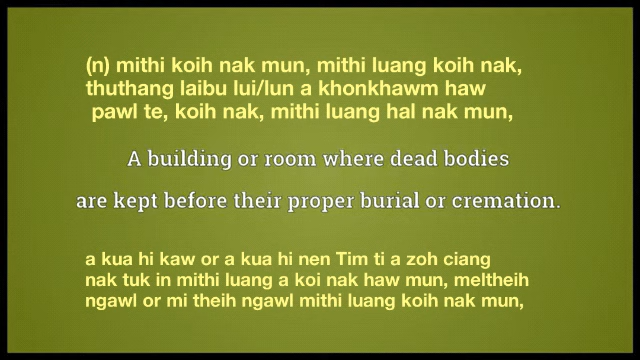 (n) mithi koih nak mun, mithi luang koih nak,
thuthang laibu lui/lun a khonkhawm haw
pawl te, koih nak, mithi luang hal nak mun,
A building or room where dead bodies
are kept before their proper burial or cremation.
a kua hi kaw or a kua hi nen Tim ti a zoh ciang
nak tuk in mithi luang a koi nak haw mun, meltheih
ngawl or mi theih ngawl mithi luang koih nak mun,